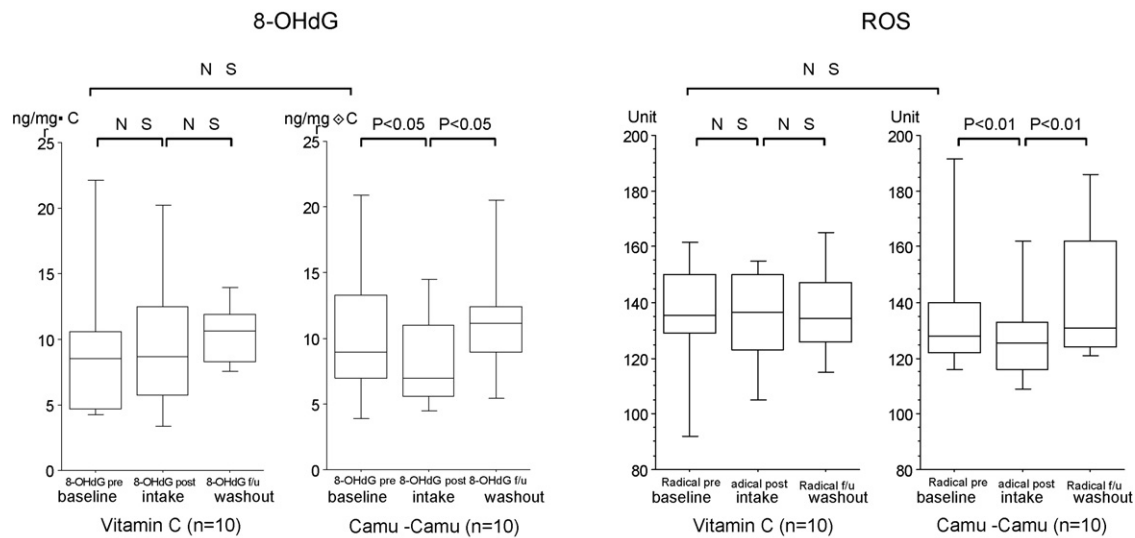 8-OHdG
ROS
N S
N S
ng/mg▪ C
r
N S N S
ng/mg ⟐ C
r
P<0.05 P<0.05
Unit
N S N S
Unit
P<0.01 P<0.01
25
20
15
10
5
0
25
20
15
10
5
0
200
180
160
140
120
100
80
200
180
160
140
120
100
80
8-OHdG pre 8-OHdG post 8-OHdG f/u
baseline intake washout
Vitamin C (n=10)
8-OHdG pre 8-OHdG post 8-OHdG f/u
baseline intake washout
Camu -Camu (n=10)
Radical pre adical post Radical f/u
baseline intake washout
Vitamin C (n=10)
Radical pre adical post Radical f/u
baseline intake washout
Camu -Camu (n=10)